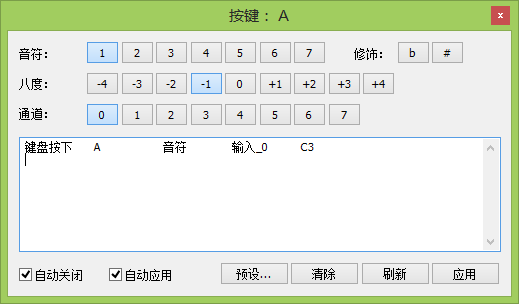 按键： A
x
音符： 1 2 3 4 5 6 7 修饰： b #
八度： -4 -3 -2 -1 0 +1 +2 +3 +4
通道： 0 1 2 3 4 5 6 7
键盘按下 A 音符 输入_0 C3
自动关闭 自动应用 预设... 清除 刷新 应用